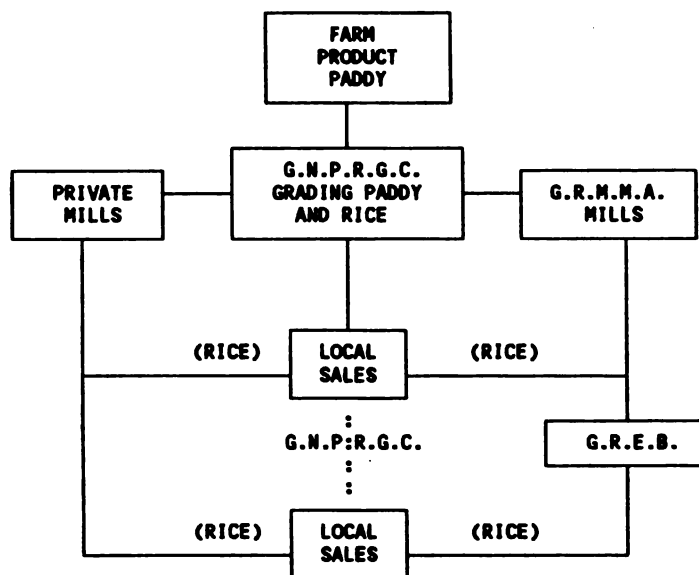 FARM
PRODUCT
PADDY
G.N.P.R.G.C.
GRADING PADDY
AND RICE
PRIVATE
MILLS
G.R.M.M.A.
MILLS
(RICE)
LOCAL
SALES
(RICE)
G.N.P.R.G.C.
G.R.E.B.
(RICE)
LOCAL
SALES
(RICE)